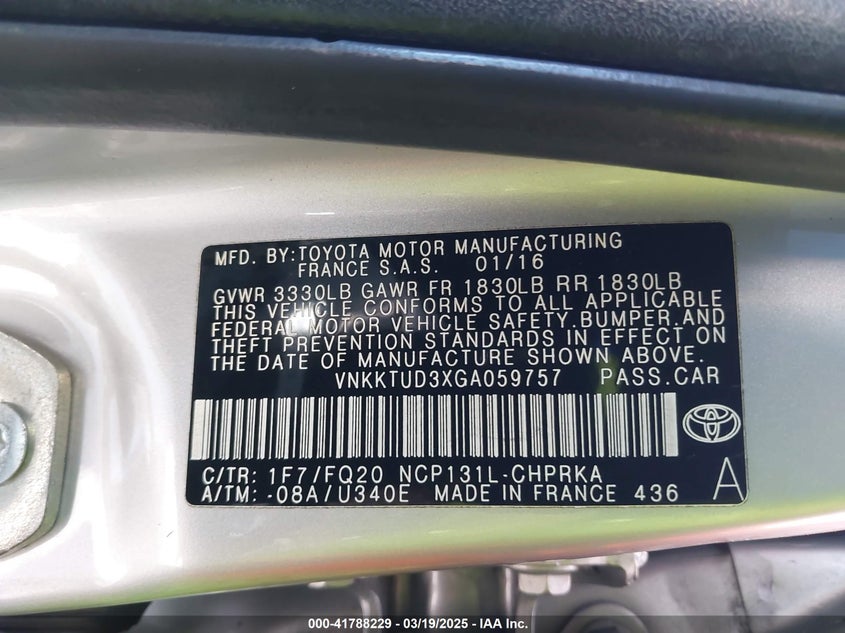 MFD. BY: TOYOTA MOTOR MANUFACTURING
FRANCE S.A.S. 01/16
GVWR 3330LB GAWR FR 1830LB RR 1830LB
THIS VEHICLE CONFORMS TO ALL APPLICABLE
FEDERAL MOTOR VEHICLE SAFETY, BUMPER, AND
THEFT PREVENTION STANDARDS IN EFFECT ON
THE DATE OF MANUFACTURE SHOWN ABOVE.
VNKKTUD3XGA059757 PASS.CAR
C/TR: 1F7/FQ20 NCP131L-CHPRKA
A/TM: -08A/U340E MADE IN FRANCE 436 A
000-41788229 - 03/19/2025 - IAA Inc.